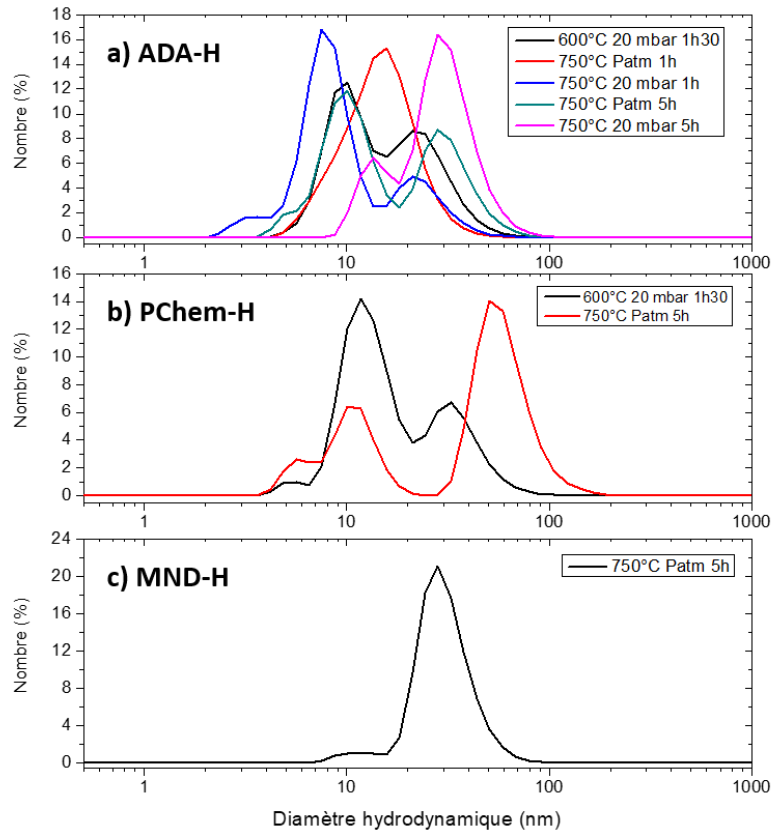 a) ADA-H
600°C 20 mbar 1h30
750°C Patm 1h
750°C 20 mbar 1h
750°C Patm 5h
750°C 20 mbar 5h
Nombre (%)
18
16
14
12
10
8
6
4
2
0
1
10
100
1000
b) PChem-H
600°C 20 mbar 1h30
750°C Patm 5h
Nombre (%)
16
14
12
10
8
6
4
2
0
1
10
100
1000
c) MND-H
750°C Patm 5h
Nombre (%)
24
20
16
12
8
4
0
1
10
100
1000
Diamètre hydrodynamique (nm)